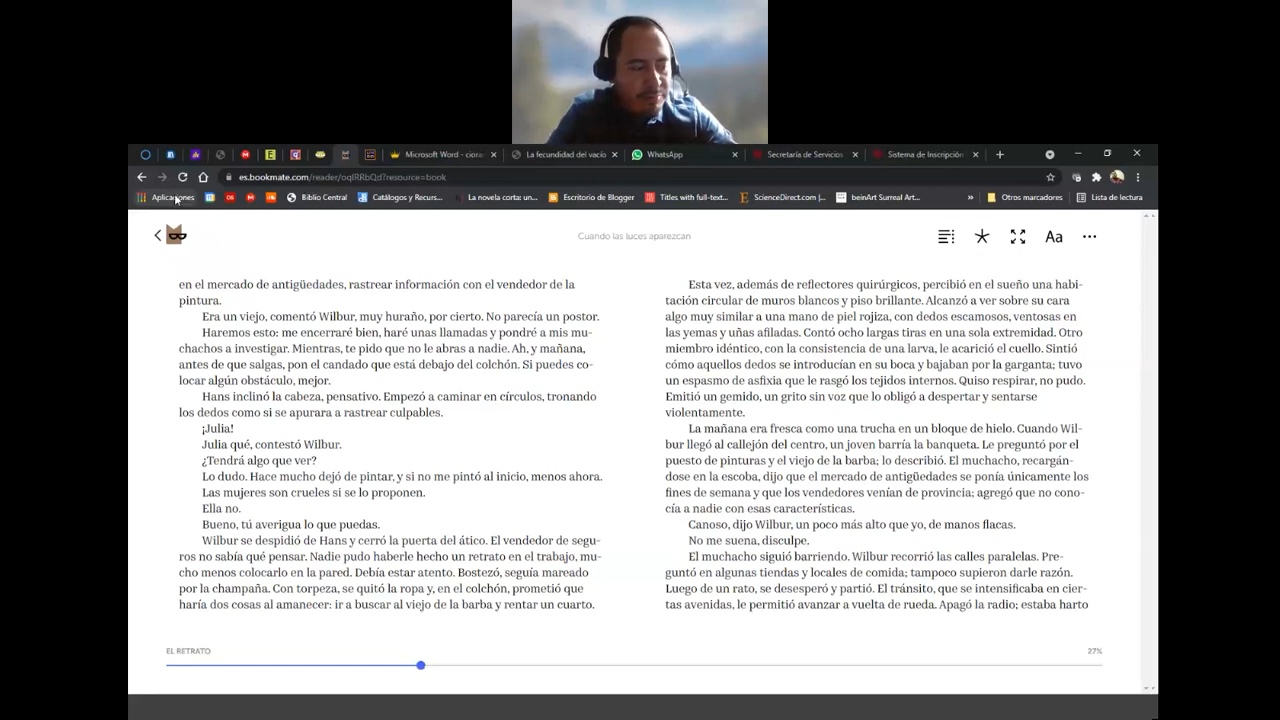 Microsoft Word - ciora
La fecundidad del vacío
WhatsApp
Secretaría de Servicios
Sistema de Inscripción
es.bookmate.com/reader/oqIRRbQd?resource=book
Aplicaciones
Biblio Central
Catálogos y Recurs...
La novela corta: un...
Escritorio de Blogger
Titles with full-text...
ScienceDirect.com |...
beinArt Surreal Art...
Otros marcadores
Lista de lectura
Cuando las luces aparezcan
Aa
en el mercado de antigüedades, rastrear información con el vendedor de la
pintura.
Era un viejo, comentó Wilbur, muy huraño, por cierto. No parecía un postor.
Haremos esto: me encerraré bien, haré unas llamadas y pondré a mis mu-
chachos a investigar. Mientras, te pido que no le abras a nadie. Ah, y mañana,
antes de que salgas, pon el candado que está debajo del colchón. Si puedes co-
locar algún obstáculo, mejor.
Hans inclinó la cabeza, pensativo. Empezó a caminar en círculos, tronando
los dedos como si se apurara a rastrear culpables.
¡Julia!
Julia qué, contestó Wilbur.
¿Tendrá algo que ver?
Lo dudo. Hace mucho dejó de pintar, y si no me pintó al inicio, menos ahora.
Las mujeres son crueles si se lo proponen.
Ella no.
Bueno, tú averigua lo que puedas.
Wilbur se despidió de Hans y cerró la puerta del ático. El vendedor de segu-
ros no sabía qué pensar. Nadie pudo haberle hecho un retrato en el trabajo, mu-
cho menos colocarlo en la pared. Debía estar atento. Bostezó, seguía mareado
por la champaña. Con torpeza, se quitó la ropa y, en el colchón, prometió que
haría dos cosas al amanecer: ir a buscar al viejo de la barba y rentar un cuarto.
Esta vez, además de reflectores quirúrgicos, percibió en el sueño una habi-
tación circular de muros blancos y piso brillante. Alcanzó a ver sobre su cara
algo muy similar a una mano de piel rojiza, con dedos escamosos, ventosas en
las yemas y uñas afiladas. Contó ocho largas tiras en una sola extremidad. Otro
miembro idéntico, con la consistencia de una larva, le acarició el cuello. Sintió
cómo aquellos dedos se introducían en su boca y bajaban por la garganta; tuvo
un espasmo de asfixia que le rasgó los tejidos internos. Quiso respirar, no pudo.
Emitió un gemido, un grito sin voz que lo obligó a despertar y sentarse
violentamente.
La mañana era fresca como una trucha en un bloque de hielo. Cuando Wil-
bur llegó al callejón del centro, un joven barría la banqueta. Le preguntó por el
puesto de pinturas y el viejo de la barba; lo describió. El muchacho, recargán-
dose en la escoba, dijo que el mercado de antigüedades se ponía únicamente los
fines de semana y que los vendedores venían de provincia; agregó que no cono-
cía a nadie con esas características.
Canoso, dijo Wilbur, un poco más alto que yo, de manos flacas.
No me suena, disculpe.
El muchacho siguió barriendo. Wilbur recorrió las calles paralelas. Pre-
guntó en algunas tiendas y locales de comida; tampoco supieron darle razón.
Luego de un rato, se desesperó y partió. El tránsito, que se intensificaba en cier-
tas avenidas, le permitió avanzar a vuelta de rueda. Apagó la radio; estaba harto
EL RETRATO
27%